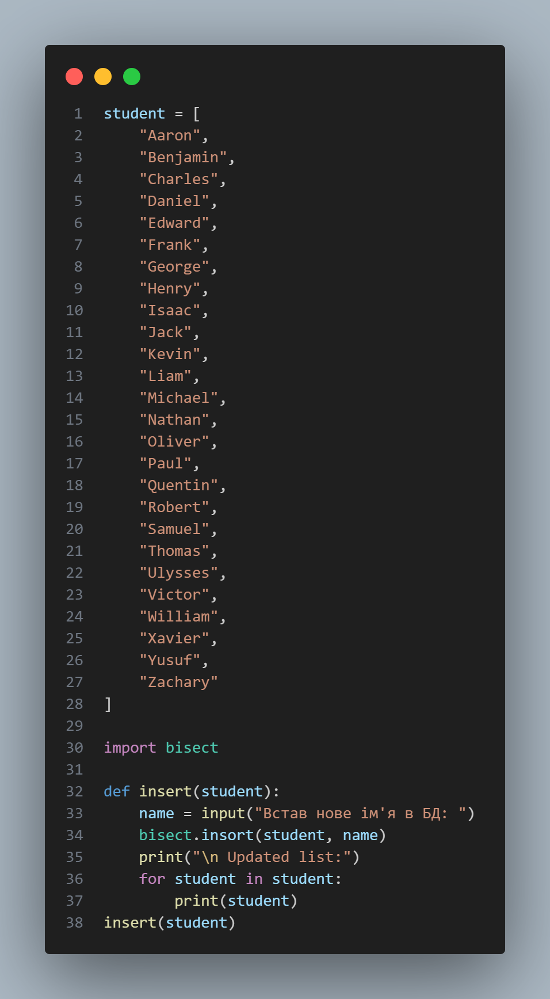 1 student = [
2     "Aaron",
3     "Benjamin",
4     "Charles",
5     "Daniel",
6     "Edward",
7     "Frank",
8     "George",
9     "Henry",
10     "Isaac",
11     "Jack",
12     "Kevin",
13     "Liam",
14     "Michael",
15     "Nathan",
16     "Oliver",
17     "Paul",
18     "Quentin",
19     "Robert",
20     "Samuel",
21     "Thomas",
22     "Ulysses",
23     "Victor",
24     "William",
25     "Xavier",
26     "Yusuf",
27     "Zachary"
28 ]
29
30 import bisect
31
32 def insert(student):
33     name = input("Встав нове ім'я в БД: ")
34     bisect.insort(student, name)
35     print("\n Updated list:")
36     for student in student:
37         print(student)
38 insert(student)